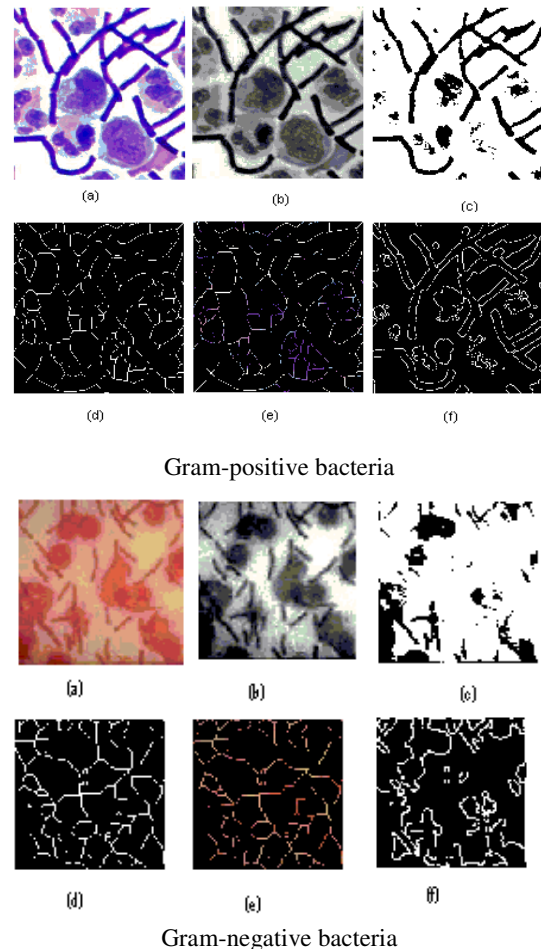 (a) (b) (c)
(d) (e) (f)
Gram-positive bacteria
(a) (b) (c)
(d) (e) (f)
Gram-negative bacteria